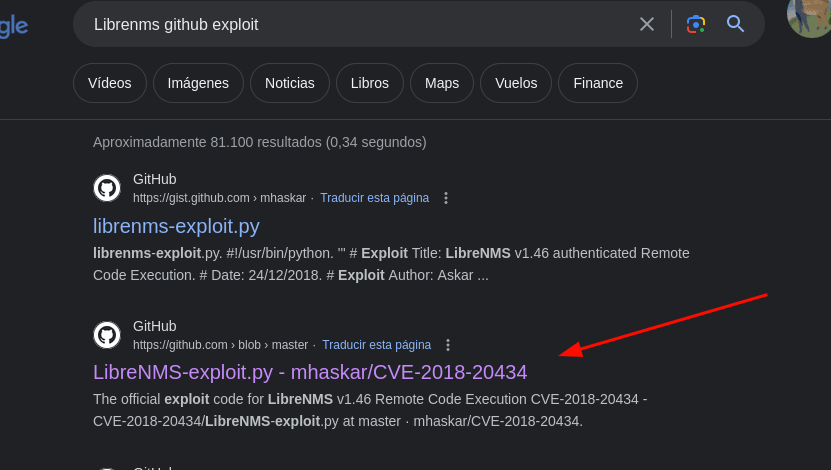 gle
Librenms github exploit
Vídeos
Imágenes
Noticias
Libros
Maps
Vuelos
Finance
Aproximadamente 81.100 resultados (0,34 segundos)
GitHub
https://gist.github.com › mhaskar · Traducir esta página
librenms-exploit.py
librenms-exploit.py. #!/usr/bin/python. ''' # Exploit Title: LibreNMS v1.46 authenticated Remote
Code Execution. # Date: 24/12/2018. # Exploit Author: Askar ...
GitHub
https://github.com › blob › master · Traducir esta página
LibreNMS-exploit.py - mhaskar/CVE-2018-20434
The official exploit code for LibreNMS v1.46 Remote Code Execution CVE-2018-20434 -
CVE-2018-20434/LibreNMS-exploit.py at master · mhaskar/CVE-2018-20434.
GitHub